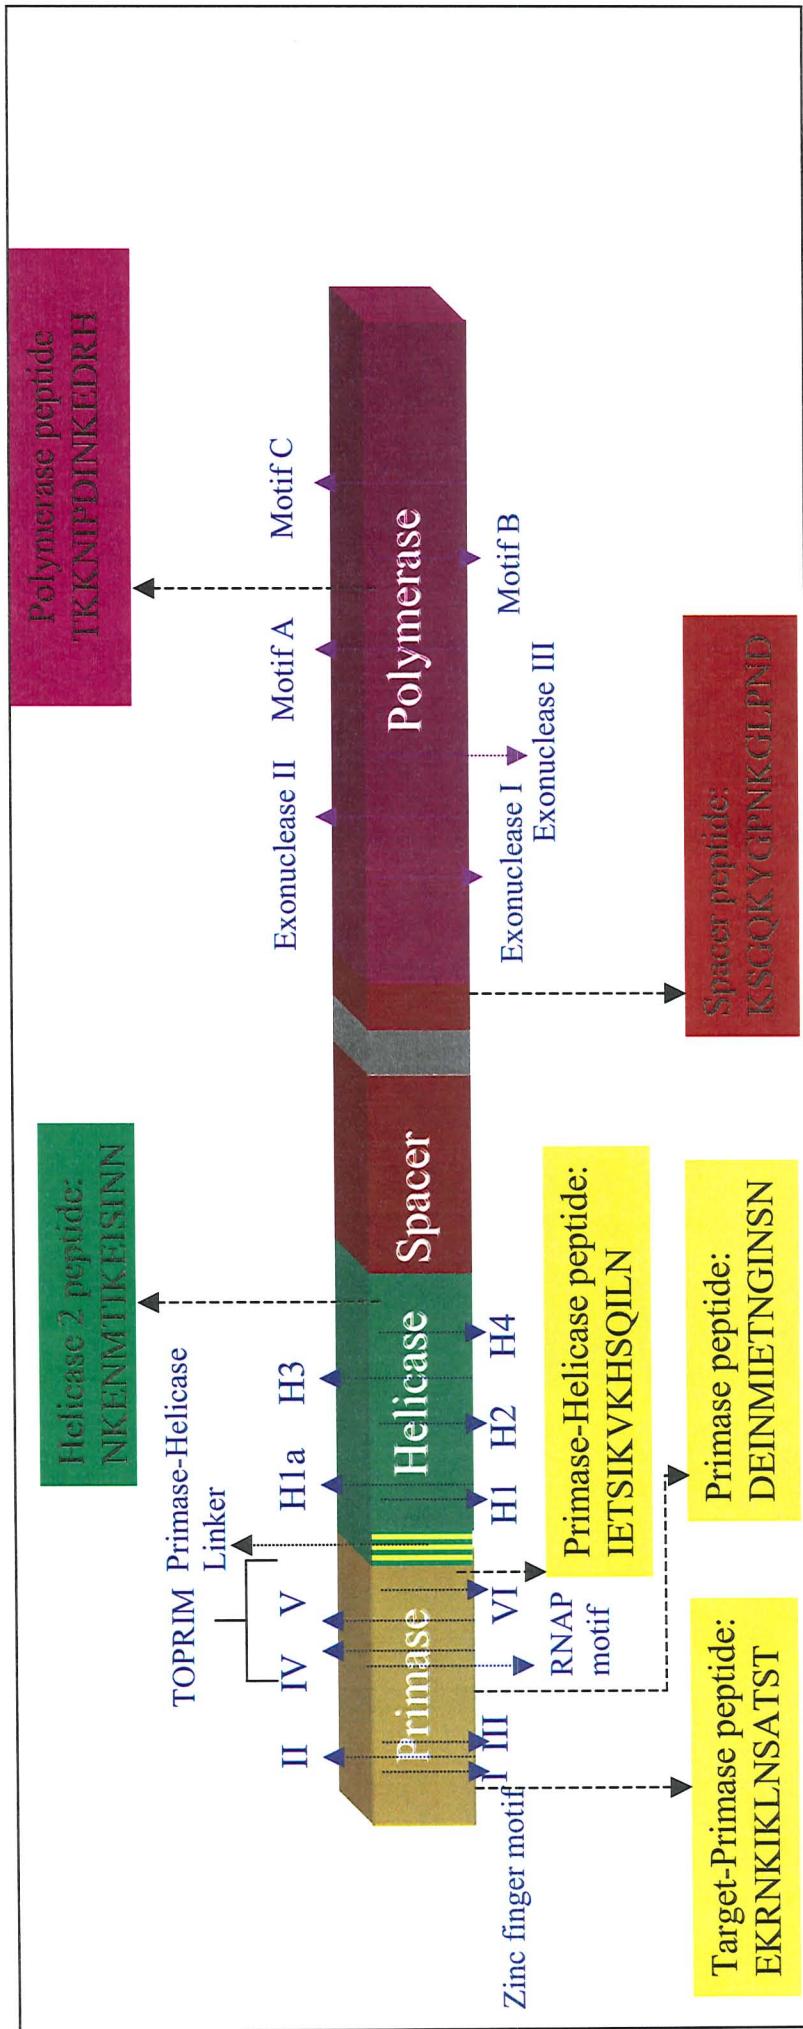 Helicase 2 peptide:
NKENMTIKEISINN
Polymerase peptide
TKKNIPDINKEDRH
TOPRIM
Primase-Helicase
Linker
II
IV
V
H1a
H3
Exonuclease II
Motif A
Motif C
Primase
Helicase
Spacer
Polymerase
I
III
VI
H1
H2
H4
Zinc finger motif
RNAP
motif
Exonuclease I
Exonuclease III
Motif B
Primase-Helicase peptide:
IETSIKVKHSQILN
Target-Primase peptide:
EKRNKIKLNSATST
Primase peptide:
DEINMIETNGINSN
Spacer peptide:
KSGQKYGPNKGLPND